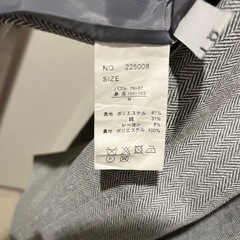 NO. 225008
SIZE
バスト 79-87
身長 154-162
M
表地 ポリエステル 61%
綿 31%
レーヨン 8%
裏地 ポリエステル 100%